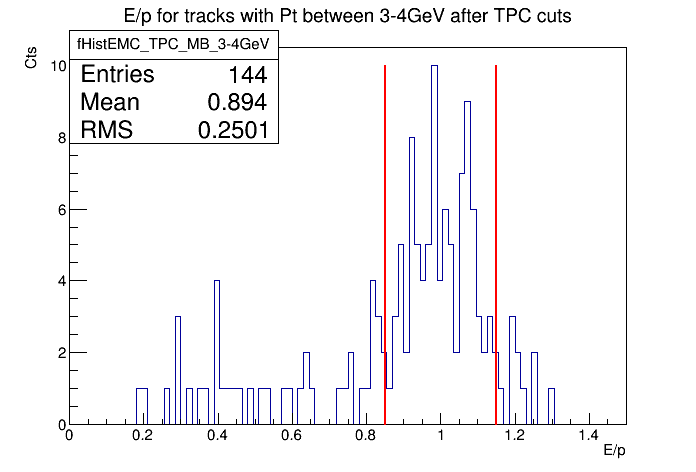 E/p for tracks with Pt between 3-4GeV after TPC cuts
fHistEMC_TPC_MB_3-4GeV
Entries 144
Mean 0.894
RMS 0.2501
Cts
10
8
6
4
2
0
0 0.2 0.4 0.6 0.8 1 1.2 1.4
E/p